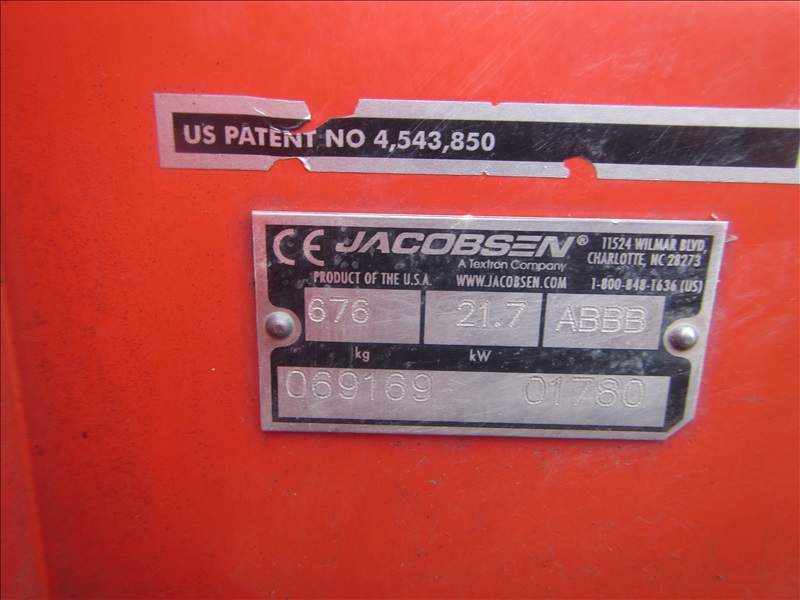 US PATENT NO 4,543,850
CE JACOBSEN® 11524 WILMAR BLVD,
A Textron Company CHARLOTTE, NC 28273
PRODUCT OF THE U.S.A. WWW.JACOBSEN.COM 1-800-848-1636 (US)
676 21.7 ABBB
kg kW
069169 01780